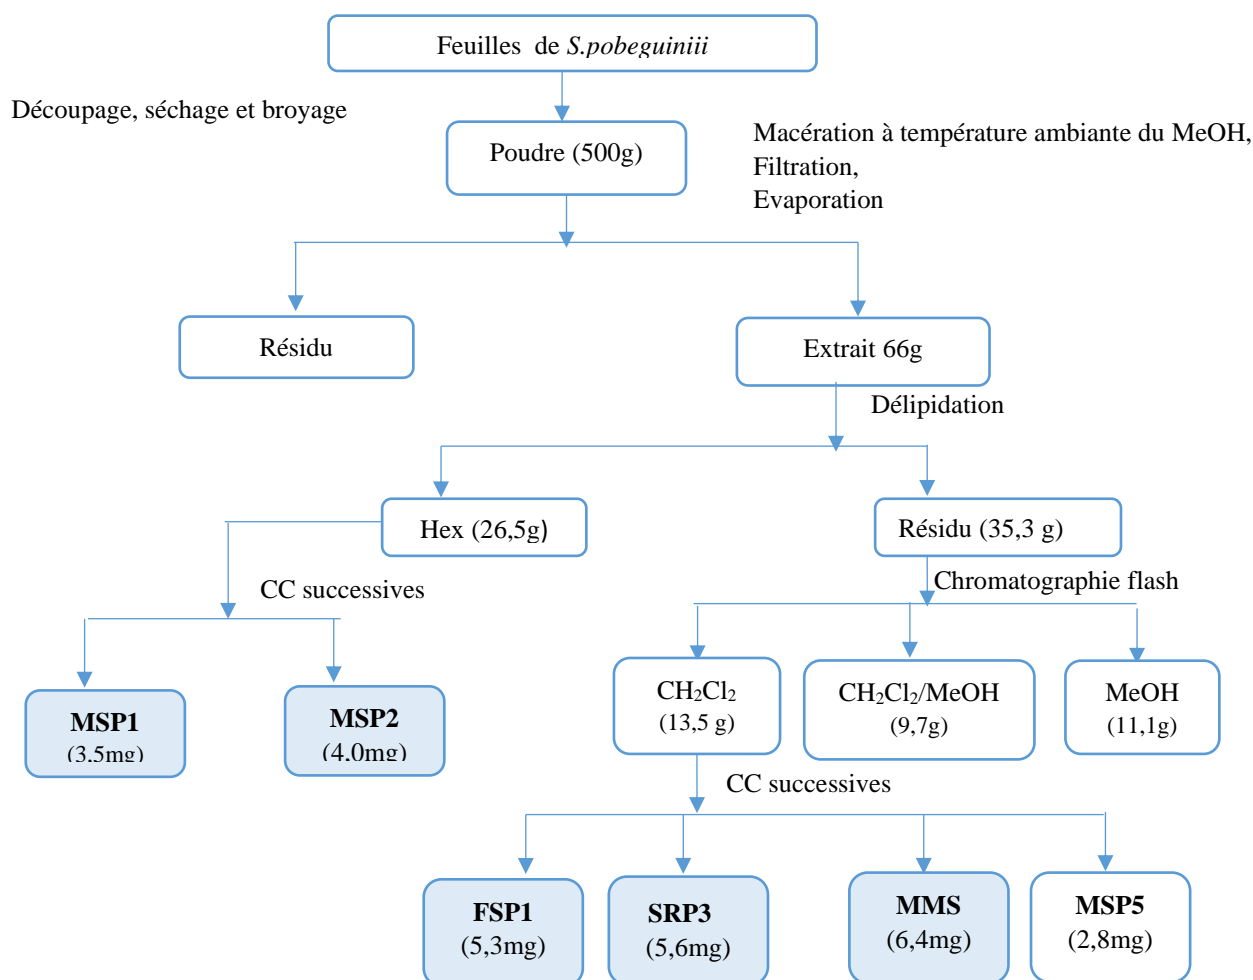 Feuilles de S.pobeguiniii
Découpage, séchage et broyage
Poudre (500g)
Macération à température ambiante du MeOH,
Filtration,
Evaporation
Résidu
Extrait 66g
Délipidation
Hex (26,5g)
Résidu (35,3 g)
CC successives
Chromatographie flash
MSP1
(3.5mg)
MSP2
(4.0mg)
CH₂Cl₂
(13,5 g)
CH₂Cl₂/MeOH
(9,7g)
MeOH
(11,1g)
CC successives
FSP1
(5,3mg)
SRP3
(5,6mg)
MMS
(6,4mg)
MSP5
(2,8mg)